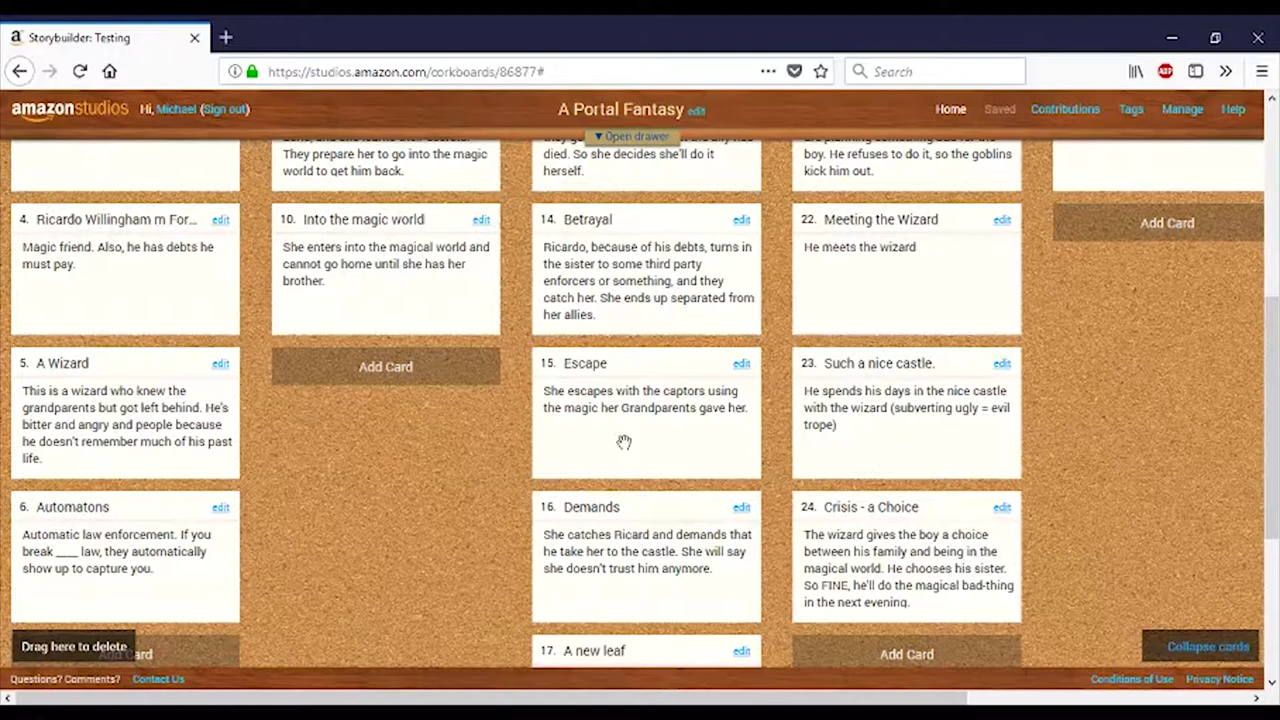 Storybuilder: Testing
https://studios.amazon.com/corkboards/86877#
Search
ABP
amazonstudios
Hi, Michael (Sign out)
A Portal Fantasy edit
Home Saved Contributions Tags Manage Help
▼ Open drawer
They prepare her to go into the magic
world to get him back.
died. So she decides she'll do it
herself.
boy. He refuses to do it, so the goblins
kick him out.
4. Ricardo Willingham m For... edit
Magic friend. Also, he has debts he
must pay.
10. Into the magic world edit
She enters into the magical world and
cannot go home until she has her
brother.
14. Betrayal edit
Ricardo, because of his debts, turns in
the sister to some third party
enforcers or something, and they
catch her. She ends up separated from
her allies.
22. Meeting the Wizard edit
He meets the wizard
Add Card
5. A Wizard edit
This is a wizard who knew the
grandparents but got left behind. He's
bitter and angry and people because
he doesn't remember much of his past
life.
Add Card
15. Escape edit
She escapes with the captors using
the magic her Grandparents gave her.
23. Such a nice castle. edit
He spends his days in the nice castle
with the wizard (subverting ugly = evil
trope)
6. Automatons edit
Automatic law enforcement. If you
break ____ law, they automatically
show up to capture you.
16. Demands edit
She catches Ricard and demands that
he take her to the castle. She will say
she doesn't trust him anymore.
24. Crisis - a Choice edit
The wizard gives the boy a choice
between his family and being in the
magical world. He chooses his sister.
So FINE, he'll do the magical bad-thing
in the next evening.
Drag here to delete
Card
17. A new leaf edit
Add Card
Collapse cards
Questions? Comments? Contact Us
Conditions of Use Privacy Notice